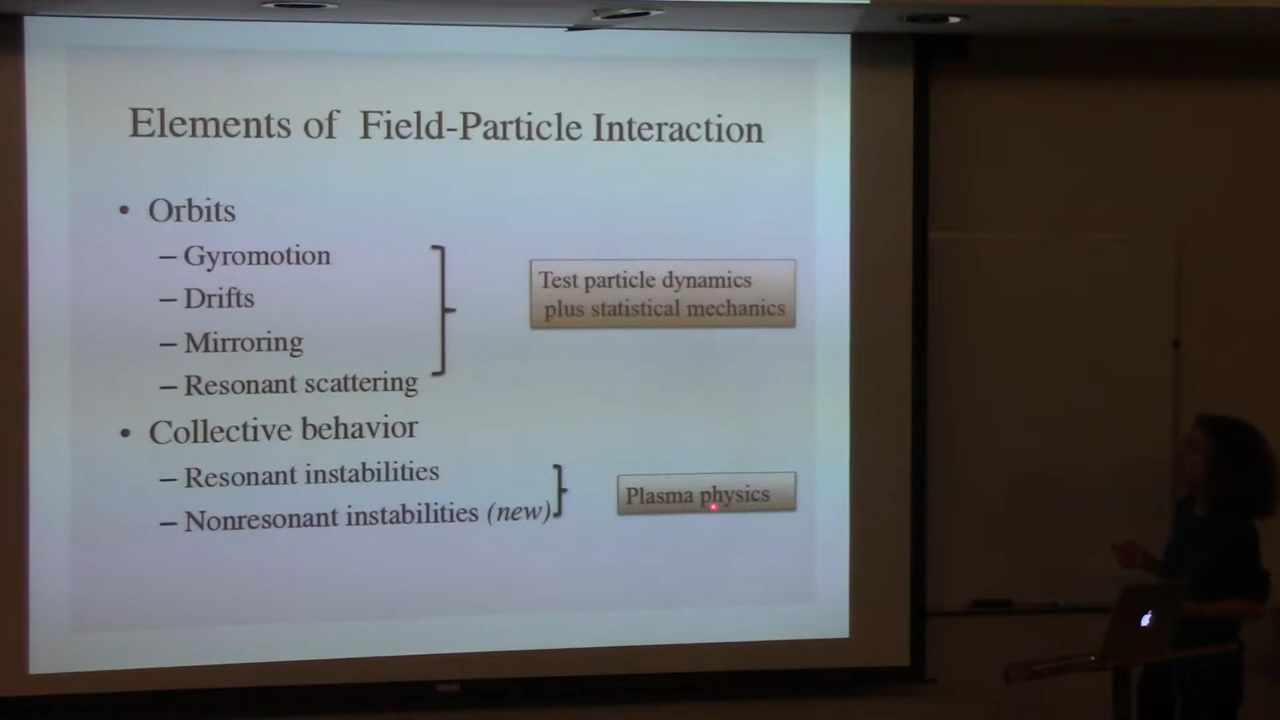 Elements of Field-Particle Interaction
• Orbits
– Gyromotion
– Drifts
– Mirroring
– Resonant scattering
Test particle dynamics
plus statistical mechanics
• Collective behavior
– Resonant instabilities
– Nonresonant instabilities (new)
Plasma physics